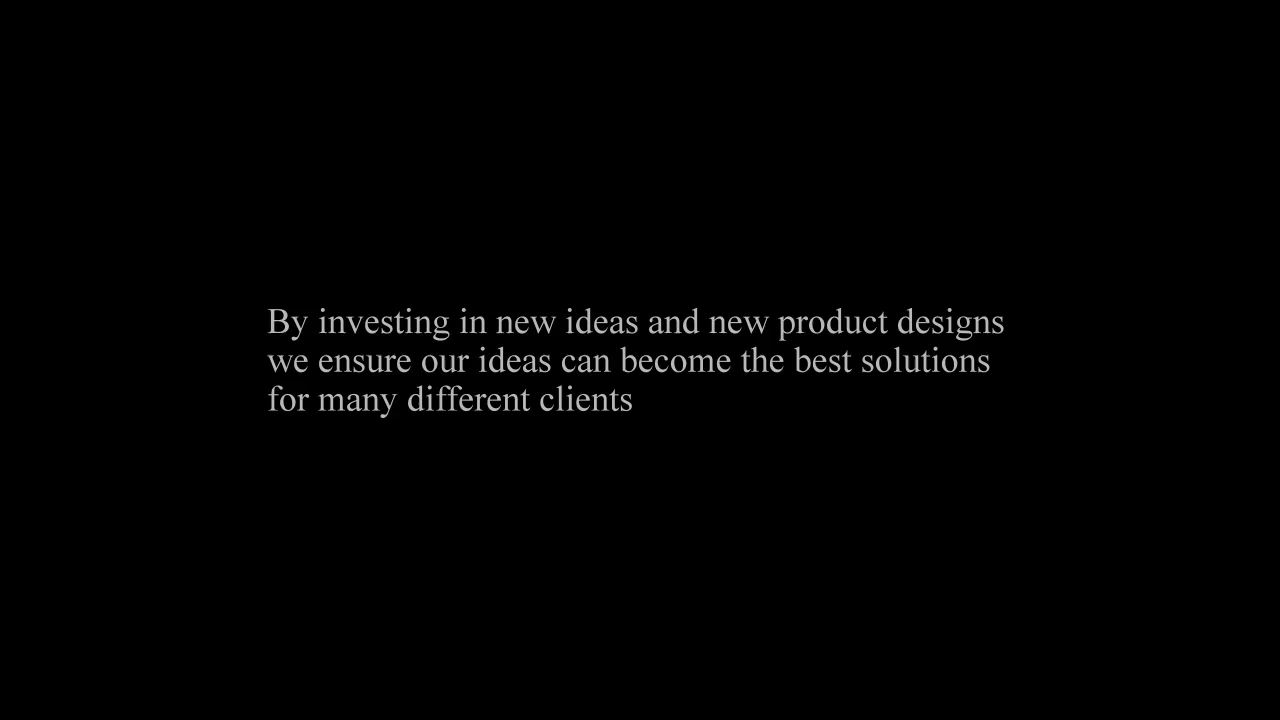 By investing in new ideas and new product designs
we ensure our ideas can become the best solutions
for many different clients